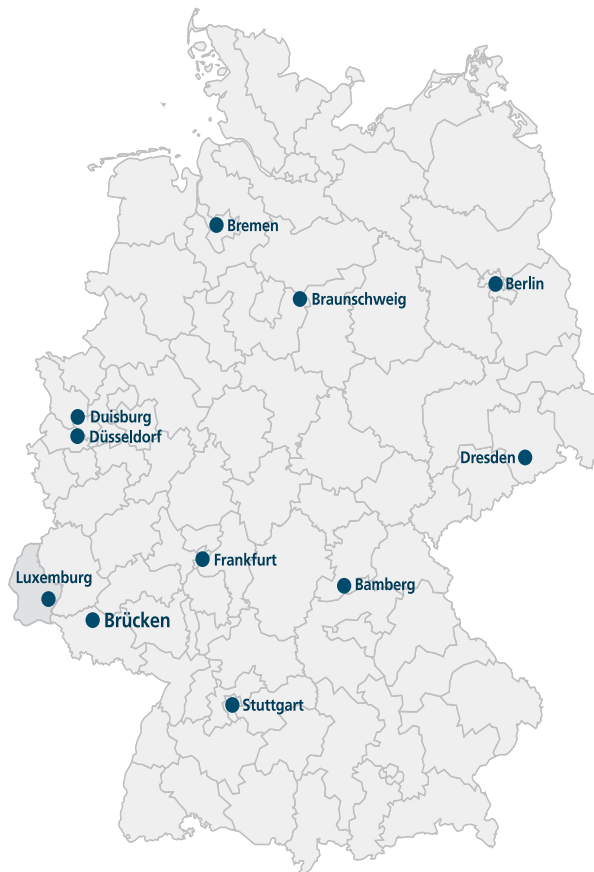 Bremen
Berlin
Braunschweig
Duisburg
Düsseldorf
Dresden
Frankfurt
Luxemburg
Bamberg
Brücken
Stuttgart